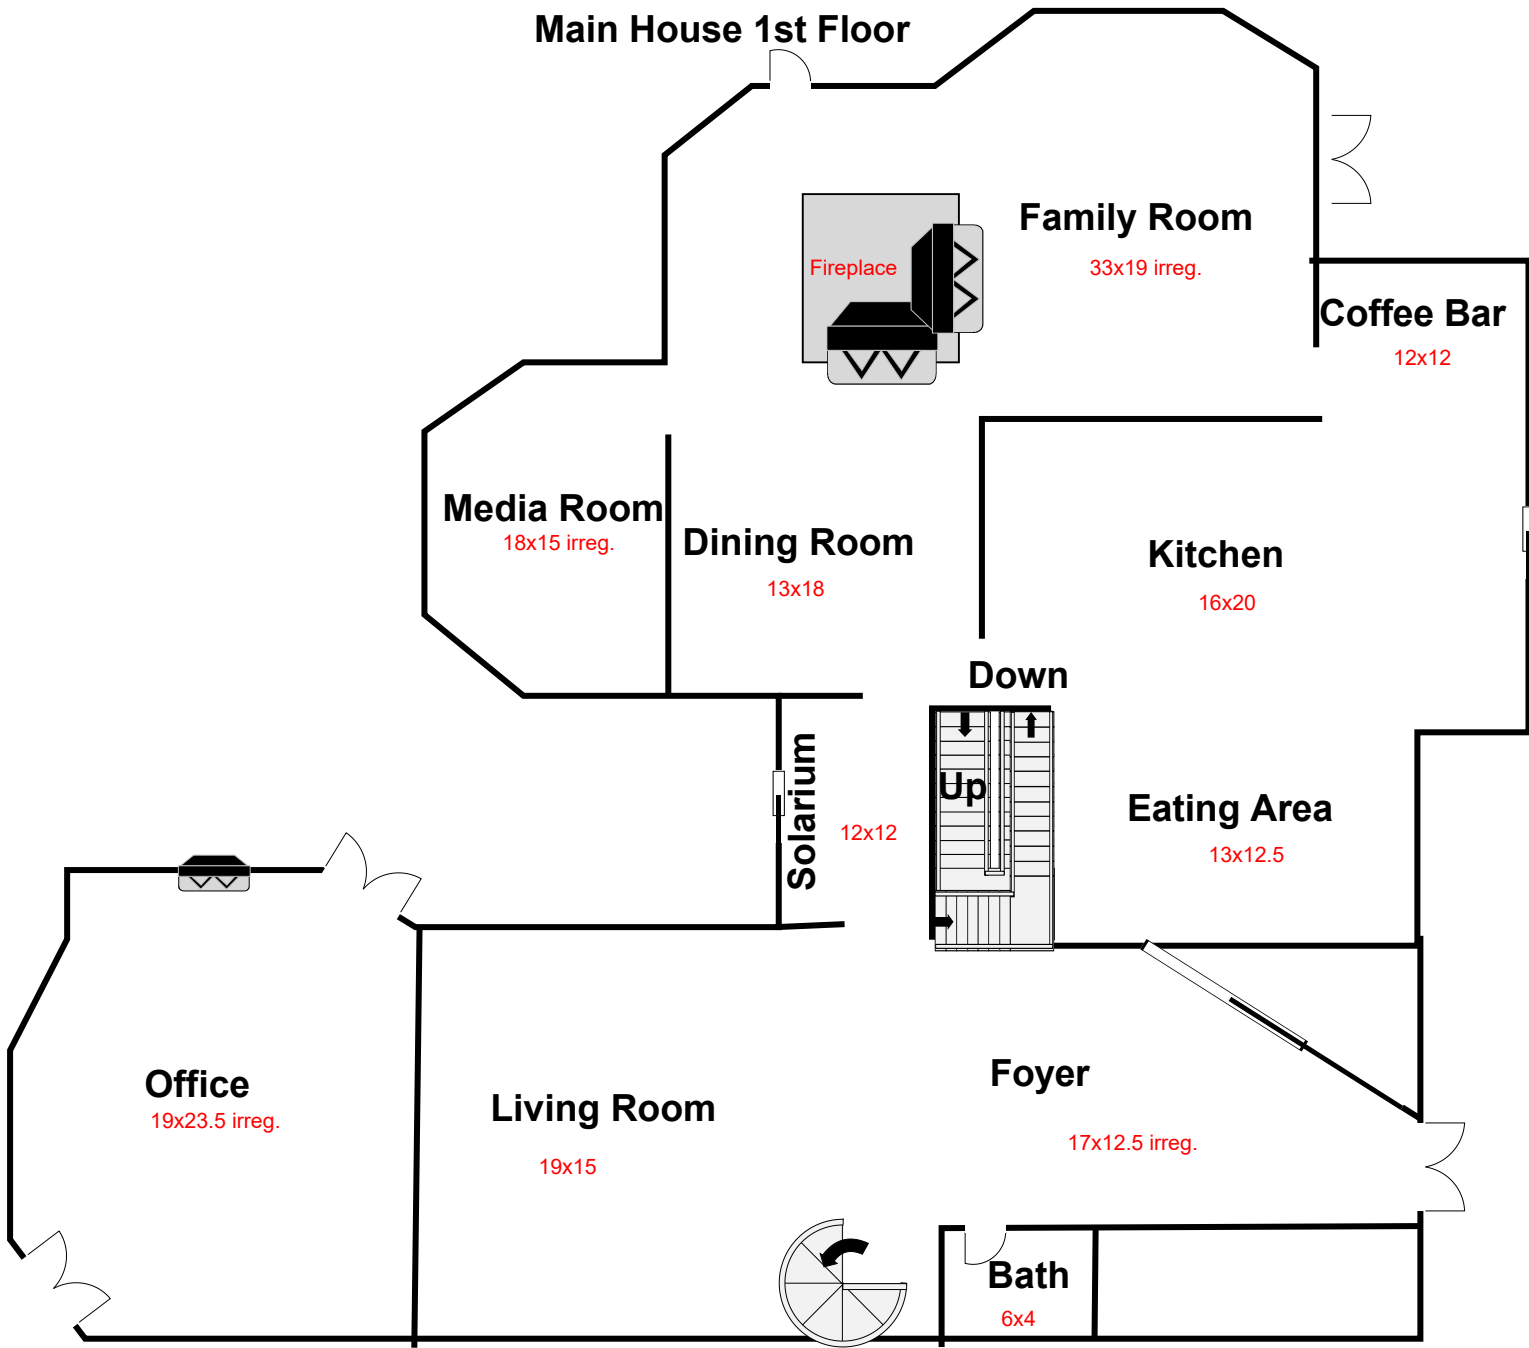 Main House 1st Floor
Family Room
Fireplace
33x19 irreg.
Coffee Bar
12x12
Media Room
18x15 irreg.
Dining Room
13x18
Kitchen
16x20
Down
Up
Solarium
12x12
Eating Area
13x12.5
Office
19x23.5 irreg.
Living Room
19x15
Foyer
17x12.5 irreg.
Bath
6x4